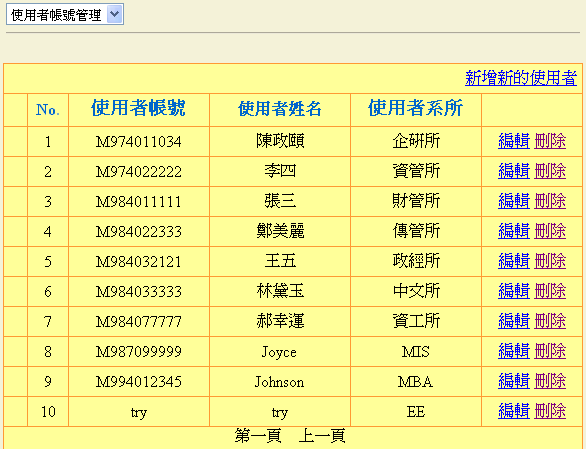 使用者帳號管理
新增新的使用者
No. 使用者帳號 使用者姓名 使用者系所
1 M974011034 陳政頤 企研所 編輯 刪除
2 M974022222 李四 資管所 編輯 刪除
3 M984011111 張三 財管所 編輯 刪除
4 M984022333 鄭美麗 傳管所 編輯 刪除
5 M984032121 王五 政經所 編輯 刪除
6 M984033333 林黛玉 中文所 編輯 刪除
7 M984077777 郝幸運 資工所 編輯 刪除
8 M987099999 Joyce MIS 編輯 刪除
9 M994012345 Johnson MBA 編輯 刪除
10 try try EE 編輯 刪除
第一頁 上一頁